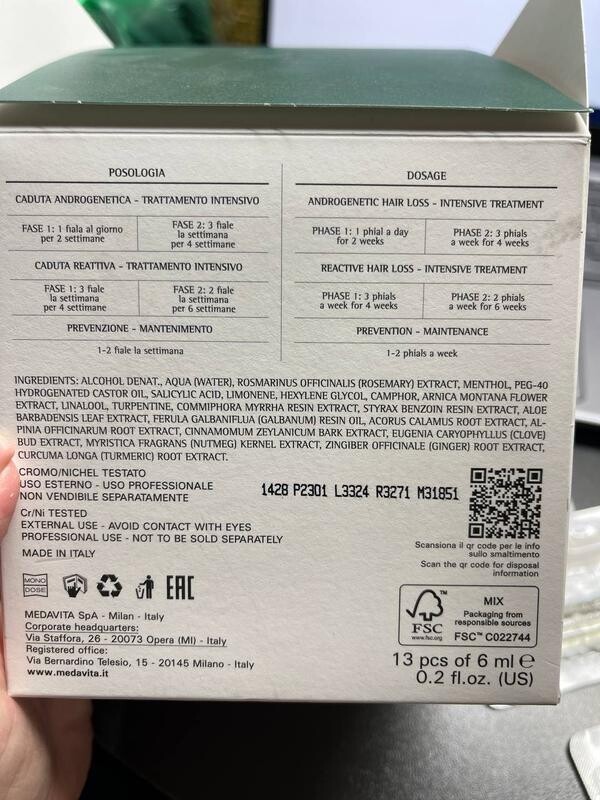 POSOLOGIA
CADUTA ANDROGENETICA - TRATTAMENTO INTENSIVO
FASE 1: 1 fiala al giorno
per 2 settimane
FASE 2: 3 fiale
la settimana
per 4 settimane
CADUTA REATTIVA - TRATTAMENTO INTENSIVO
FASE 1: 3 fiale
la settimana
per 4 settimane
FASE 2: 2 fiale
la settimana
per 6 settimane
PREVENZIONE - MANTENIMENTO
1-2 fiale la settimana
DOSAGE
ANDROGENETIC HAIR LOSS - INTENSIVE TREATMENT
PHASE 1: 1 phial a day
for 2 weeks
PHASE 2: 3 phials
a week for 4 weeks
REACTIVE HAIR LOSS - INTENSIVE TREATMENT
PHASE 1: 3 phials
a week for 4 weeks
PHASE 2: 2 phials
a week for 6 weeks
PREVENTION - MAINTENANCE
1-2 phials a week
INGREDIENTS: ALCOHOL DENAT., AQUA (WATER), ROSMARINUS OFFICINALIS (ROSEMARY) EXTRACT, MENTHOL, PEG-40
HYDROGENATED CASTOR OIL, SALICYLIC ACID, LIMONENE, HEXYLENE GLYCOL, CAMPHOR, ARNICA MONTANA FLOWER
EXTRACT, LINALOOL, TURPENTINE, COMMIPHORA MYRRHA RESIN EXTRACT, STYRAX BENZOIN RESIN EXTRACT, ALOE
BARBADENSIS LEAF EXTRACT, FERULA GALBANIFLUA (GALBANUM) RESIN OIL, ACORUS CALAMUS ROOT EXTRACT, AL-
PINIA OFFICINARUM ROOT EXTRACT, CINNAMOMUM ZEYLANICUM BARK EXTRACT, EUGENIA CARYOPHYLLUS (CLOVE)
BUD EXTRACT, MYRISTICA FRAGRANS (NUTMEG) KERNEL EXTRACT, ZINGIBER OFFICINALE (GINGER) ROOT EXTRACT,
CURCUMA LONGA (TURMERIC) ROOT EXTRACT.
CROMO/NICHEL TESTATO
USO ESTERNO - USO PROFESSIONALE
NON VENDIBILE SEPARATAMENTE
1428 P2301 L3324 R3271 M31851
Cr/Ni TESTED
EXTERNAL USE - AVOID CONTACT WITH EYES
PROFESSIONAL USE - NOT TO BE SOLD SEPARATELY
MADE IN ITALY
Scansiona il qr code per le info
sullo smaltimento
Scan the qr code for disposal
information
MONO
DOSE
EAC
MEDAVITA SpA - Milan - Italy
Corporate headquarters:
Via Staffora, 26 - 20073 Opera (MI) - Italy
Registered office:
Via Bernardino Telesio, 15 - 20145 Milano - Italy
www.medavita.it
TM
FSC
www.fsc.org
MIX
Packaging from
responsible sources
FSC™ C022744
13 pcs of 6 ml ℮
0.2 fl.oz. (US)